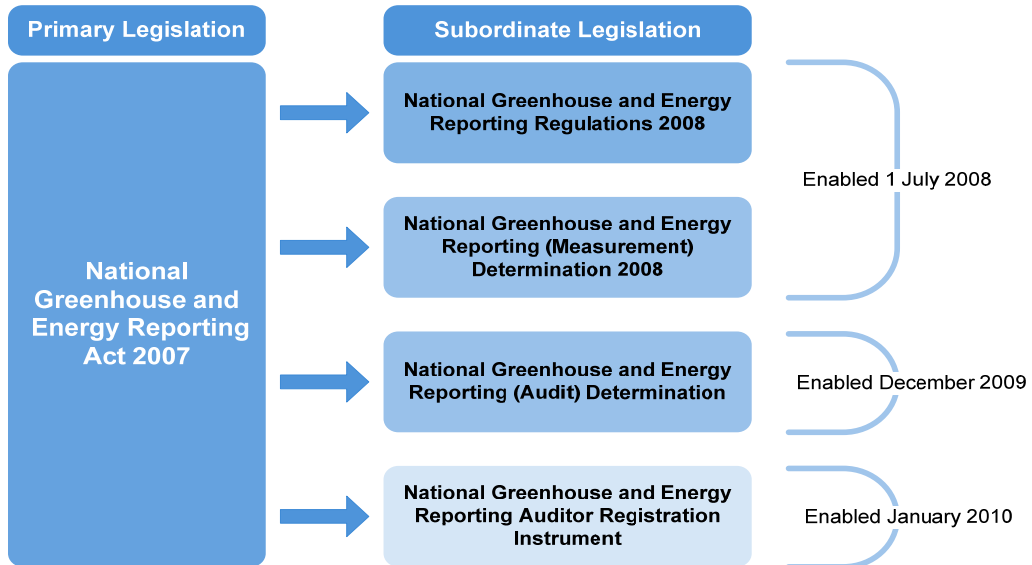 Primary Legislation
Subordinate Legislation
National
Greenhouse and
Energy Reporting
Act 2007
National Greenhouse and Energy
Reporting Regulations 2008
National Greenhouse and Energy
Reporting (Measurement)
Determination 2008
National Greenhouse and Energy
Reporting (Audit) Determination
National Greenhouse and Energy
Reporting Auditor Registration
Instrument
Enabled 1 July 2008
Enabled December 2009
Enabled January 2010